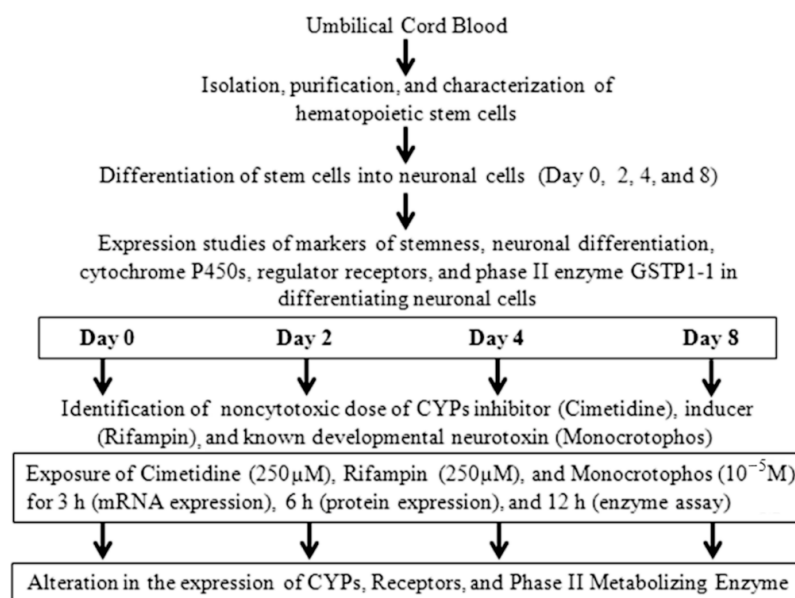 Umbilical Cord Blood
Isolation, purification, and characterization of
hematopoietic stem cells
Differentiation of stem cells into neuronal cells (Day 0, 2, 4, and 8)
Expression studies of markers of stemness, neuronal differentiation,
cytochrome P450s, regulator receptors, and phase II enzyme GSTP1-1 in
differentiating neuronal cells
Day 0 Day 2 Day 4 Day 8
Identification of noncytotoxic dose of CYPs inhibitor (Cimetidine), inducer
(Rifampin), and known developmental neurotoxin (Monocrotophos)
Exposure of Cimetidine (250μM), Rifampin (250μM), and Monocrotophos (10⁻⁵M)
for 3 h (mRNA expression), 6 h (protein expression), and 12 h (enzyme assay)
Alteration in the expression of CYPs, Receptors, and Phase II Metabolizing Enzyme